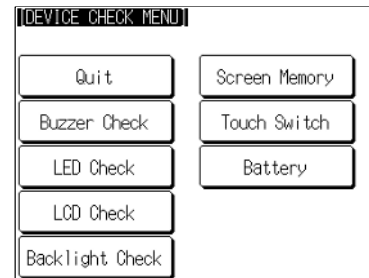 [DEVICE CHECK MENU]
Quit
Screen Memory
Buzzer Check
Touch Switch
LED Check
Battery
LCD Check
Backlight Check